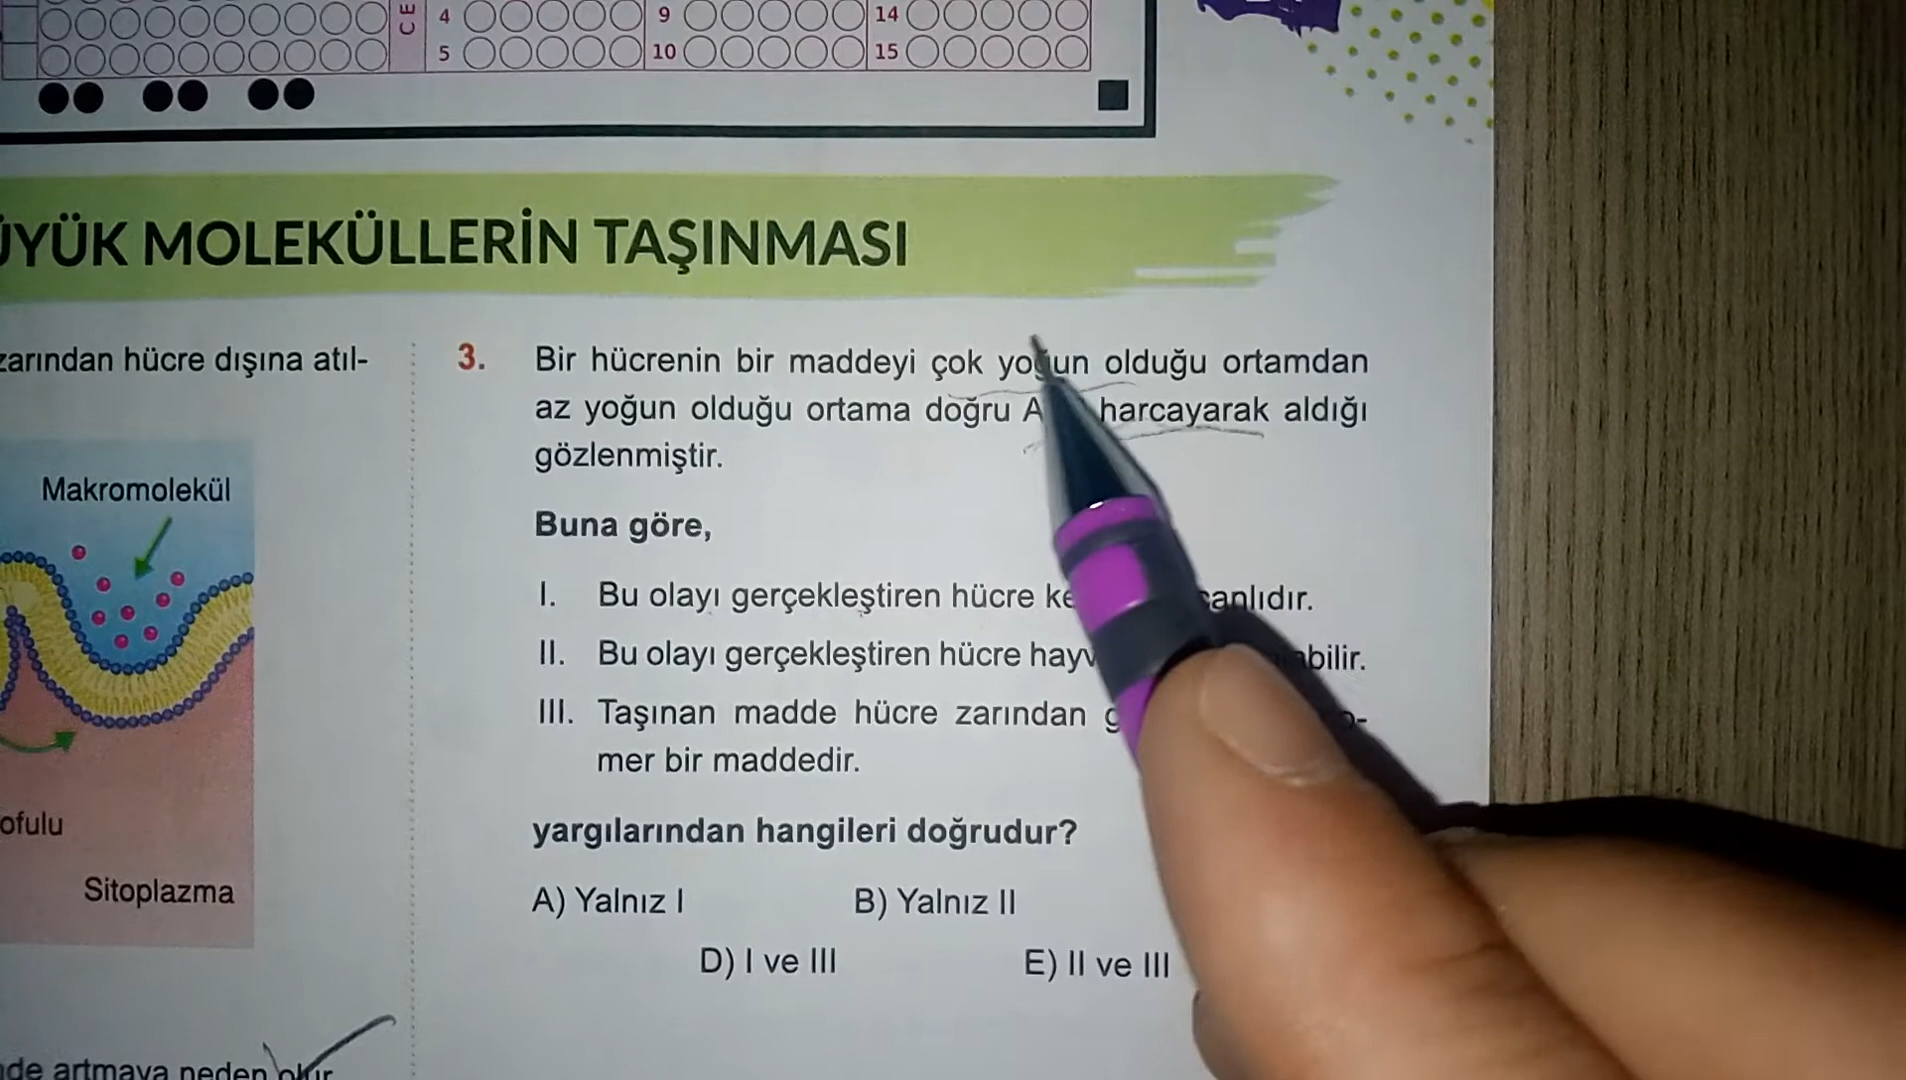 CE
4
5
9
10
14
15
ÜYÜK MOLEKÜLLERİN TAŞINMASI
zarından hücre dışına atıl-
Makromolekül
ofulu
Sitoplazma
de artmaya neden olur
3. Bir hücrenin bir maddeyi çok yoğun olduğu ortamdan
az yoğun olduğu ortama doğru harcayarak aldığı
gözlenmiştir.
Buna göre,
I. Bu olayı gerçekleştiren hücre canlıdır.
II. Bu olayı gerçekleştiren hücre
III. Taşınan madde hücre zarından
mer bir maddedir.
yargılarından hangileri doğrudur?
A) Yalnız I B) Yalnız II
D) I ve III E) II ve III